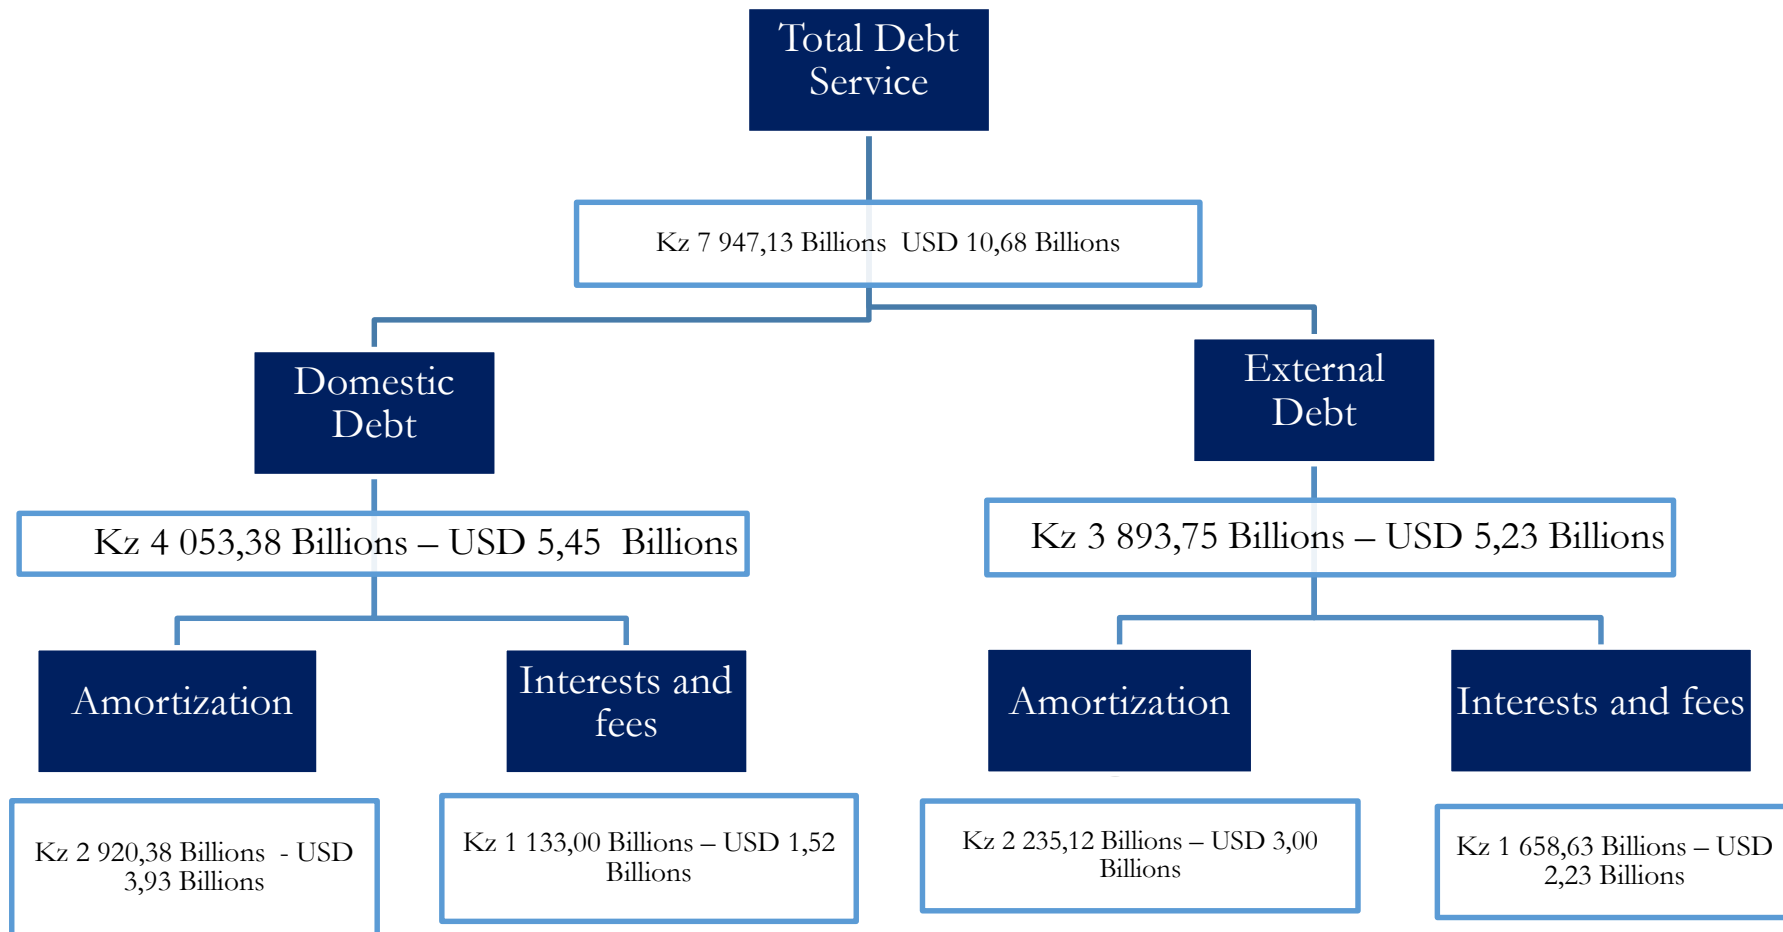 Total Debt
Service
Kz 7 947,13 Billions  USD 10,68 Billions
Domestic
Debt
External
Debt
Kz 4 053,38 Billions – USD 5,45  Billions
Kz 3 893,75 Billions – USD 5,23 Billions
Amortization
Interests and
fees
Amortization
Interests and fees
Kz 2 920,38 Billions  - USD
3,93 Billions
Kz 1 133,00 Billions – USD 1,52
Billions
Kz 2 235,12 Billions – USD 3,00
Billions
Kz 1 658,63 Billions – USD
2,23 Billions